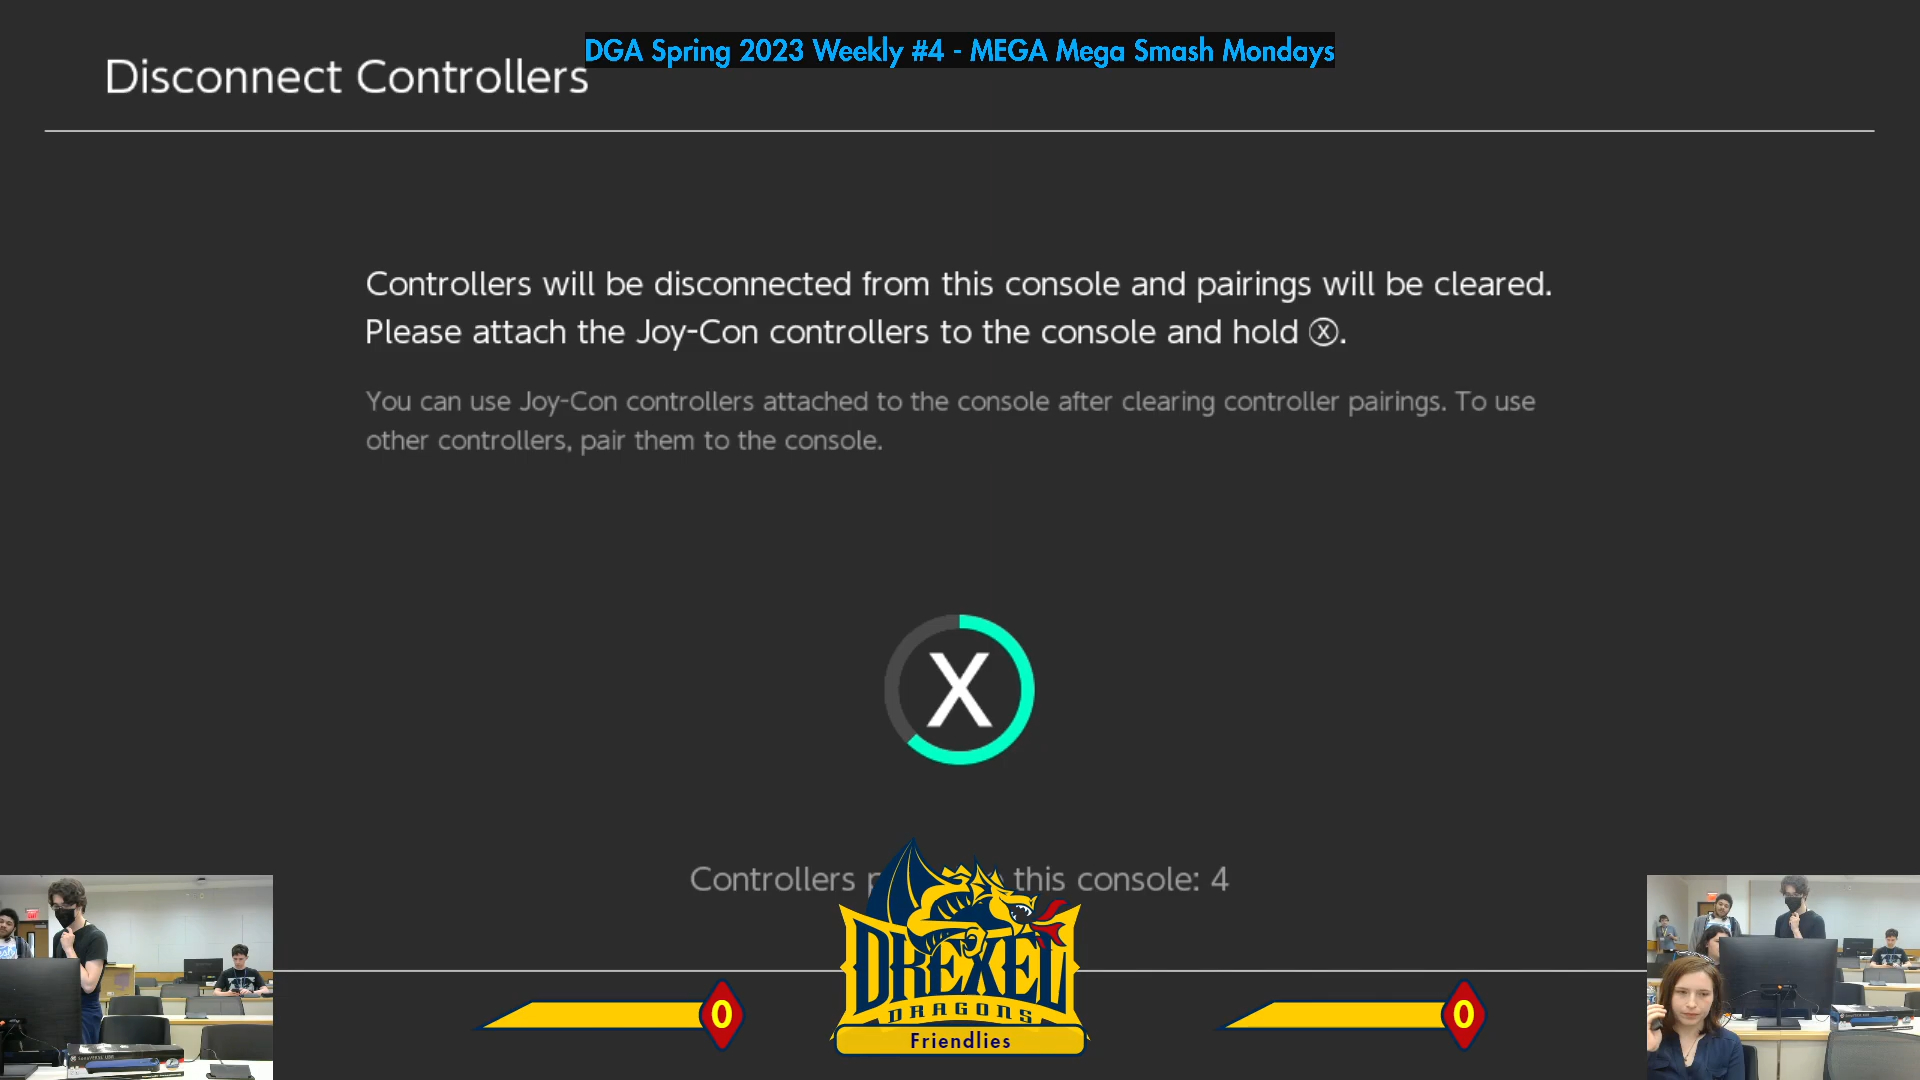 DGA Spring 2023 Weekly #4 - MEGA Mega Smash Mondays
Disconnect Controllers
Controllers will be disconnected from this console and pairings will be cleared.
Please attach the Joy-Con controllers to the console and hold Ⓧ.
You can use Joy-Con controllers attached to the console after clearing controller pairings. To use
other controllers, pair them to the console.
X
Controllers this console: 4
DREXEL
DRAGONS
Friendlies
0
0